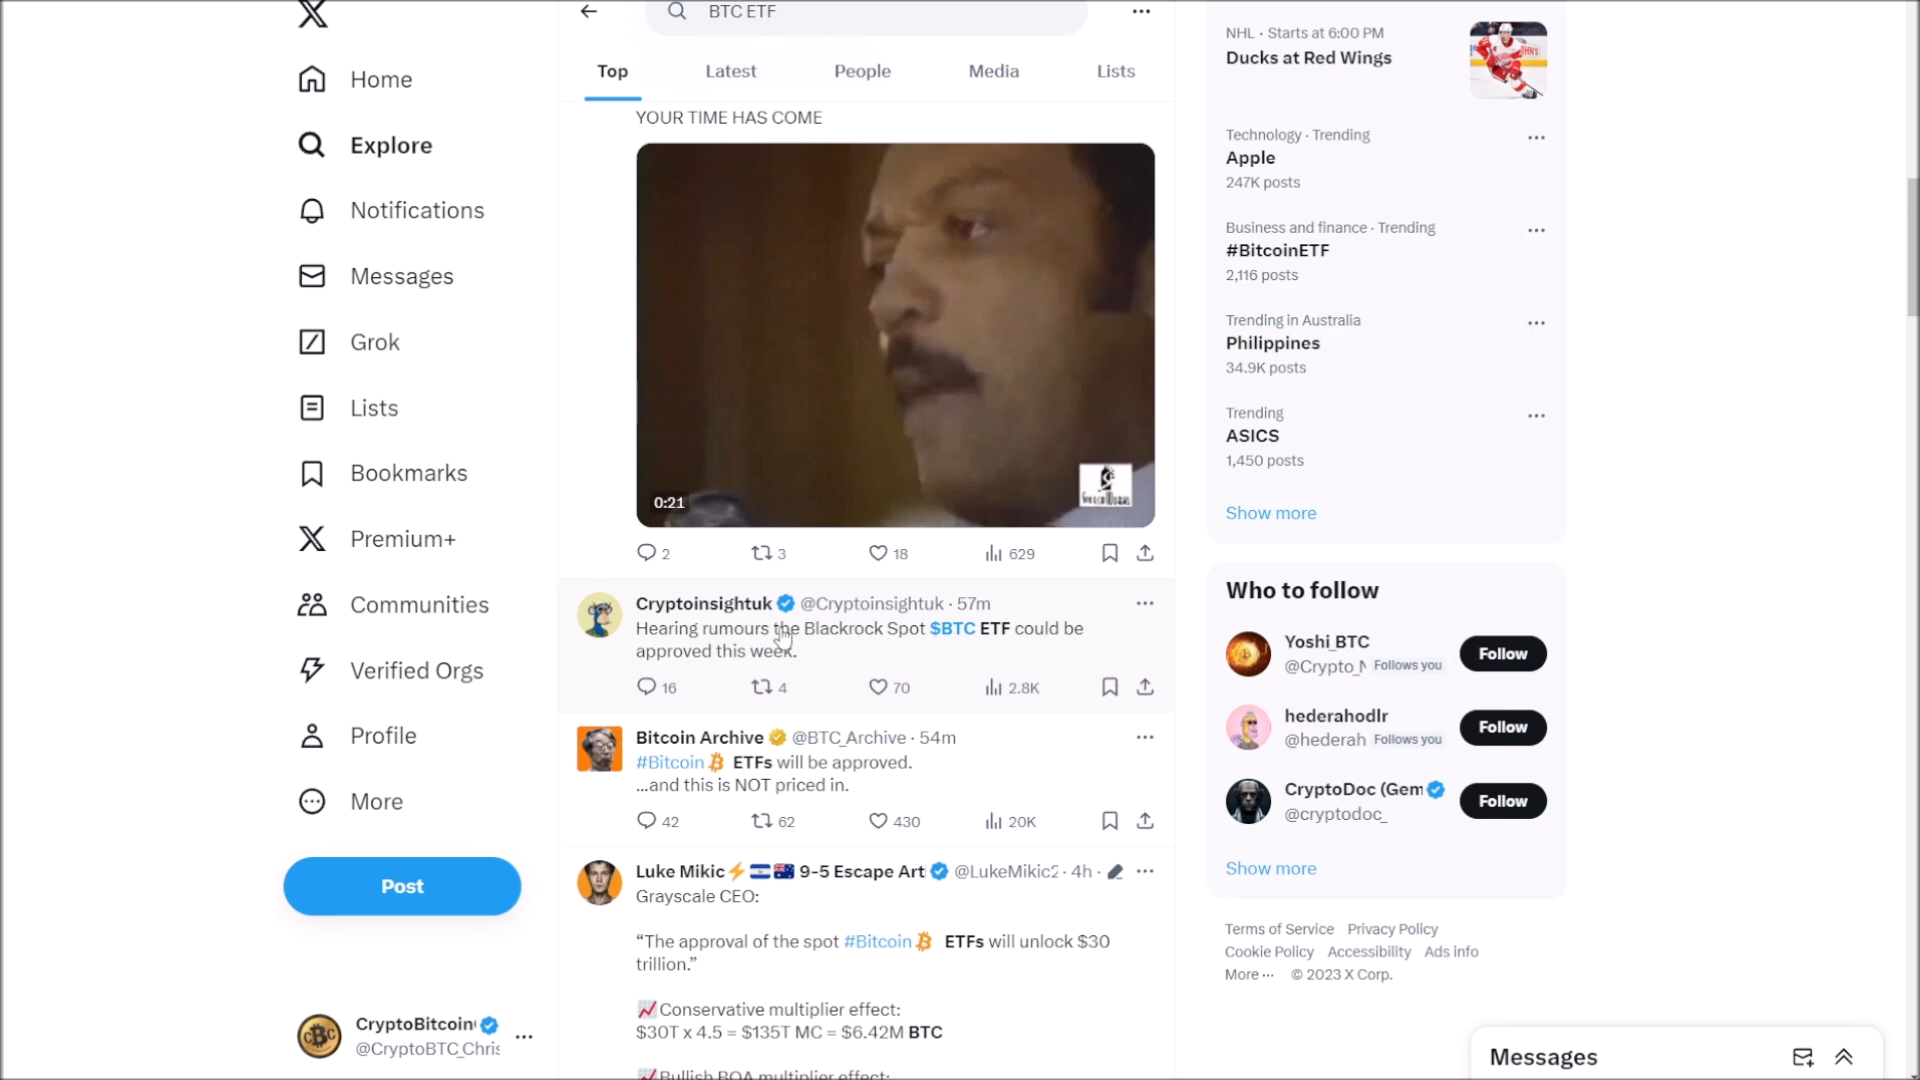 BTC ETF
Top
Latest
People
Media
Lists
Home
Explore
Notifications
Messages
Grok
Lists
Bookmarks
Premium+
Communities
Verified Orgs
Profile
More
Post
CryptoBitcoin
@CryptoBTC_Chris
YOUR TIME HAS COME
0:21
2
3
18
629
Cryptoinsightuk @Cryptoinsightuk · 57m
Hearing rumours the Blackrock Spot $BTC ETF could be
approved this week.
16
4
70
2.8K
Bitcoin Archive @BTC_Archive · 54m
#Bitcoin ETFs will be approved.
...and this is NOT priced in.
42
62
430
20K
Luke Mikic⚡🇸🇻🇦🇺 9-5 Escape Art @LukeMikic2 · 4h ·
Grayscale CEO:
“The approval of the spot #Bitcoin ETFs will unlock $30
trillion.”
📈Conservative multiplier effect:
$30T x 4.5 = $135T MC = $6.42M BTC
📈Bullish BOA multiplier effect:
NHL · Starts at 6:00 PM
Ducks at Red Wings
Technology · Trending
Apple
247K posts
Business and finance · Trending
#BitcoinETF
2,116 posts
Trending in Australia
Philippines
34.9K posts
Trending
ASICS
1,450 posts
Show more
Who to follow
Yoshi_BTC
@Crypto_ Follows you
Follow
hederahodlr
@hederah Follows you
Follow
CryptoDoc (Gem
@cryptodoc_
Follow
Show more
Terms of Service Privacy Policy
Cookie Policy Accessibility Ads info
More ··· © 2023 X Corp.
Messages